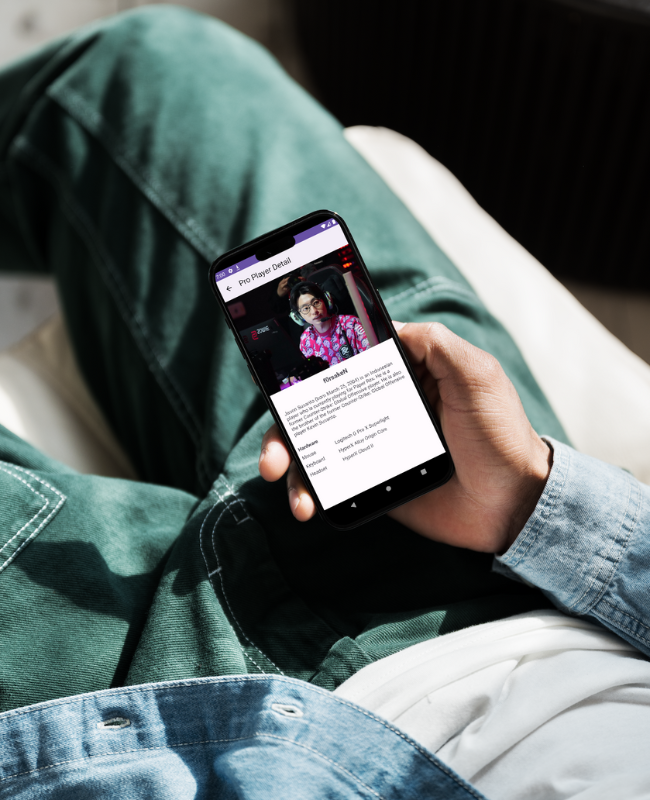 Pro Player Detail
f0rsakeN
Jason Susanto (born March 25, 2004) is an Indonesian
player who is currently playing for Paper Rex. He is a
former Counter-Strike: Global Offensive player. He is also
the brother of the former Counter-Strike: Global Offensive
player Kevin Susanto.
Hardware
Mouse Logitech G Pro X Superlight
Keyboard HyperX Alloy Origin Core
Headset HyperX Cloud II